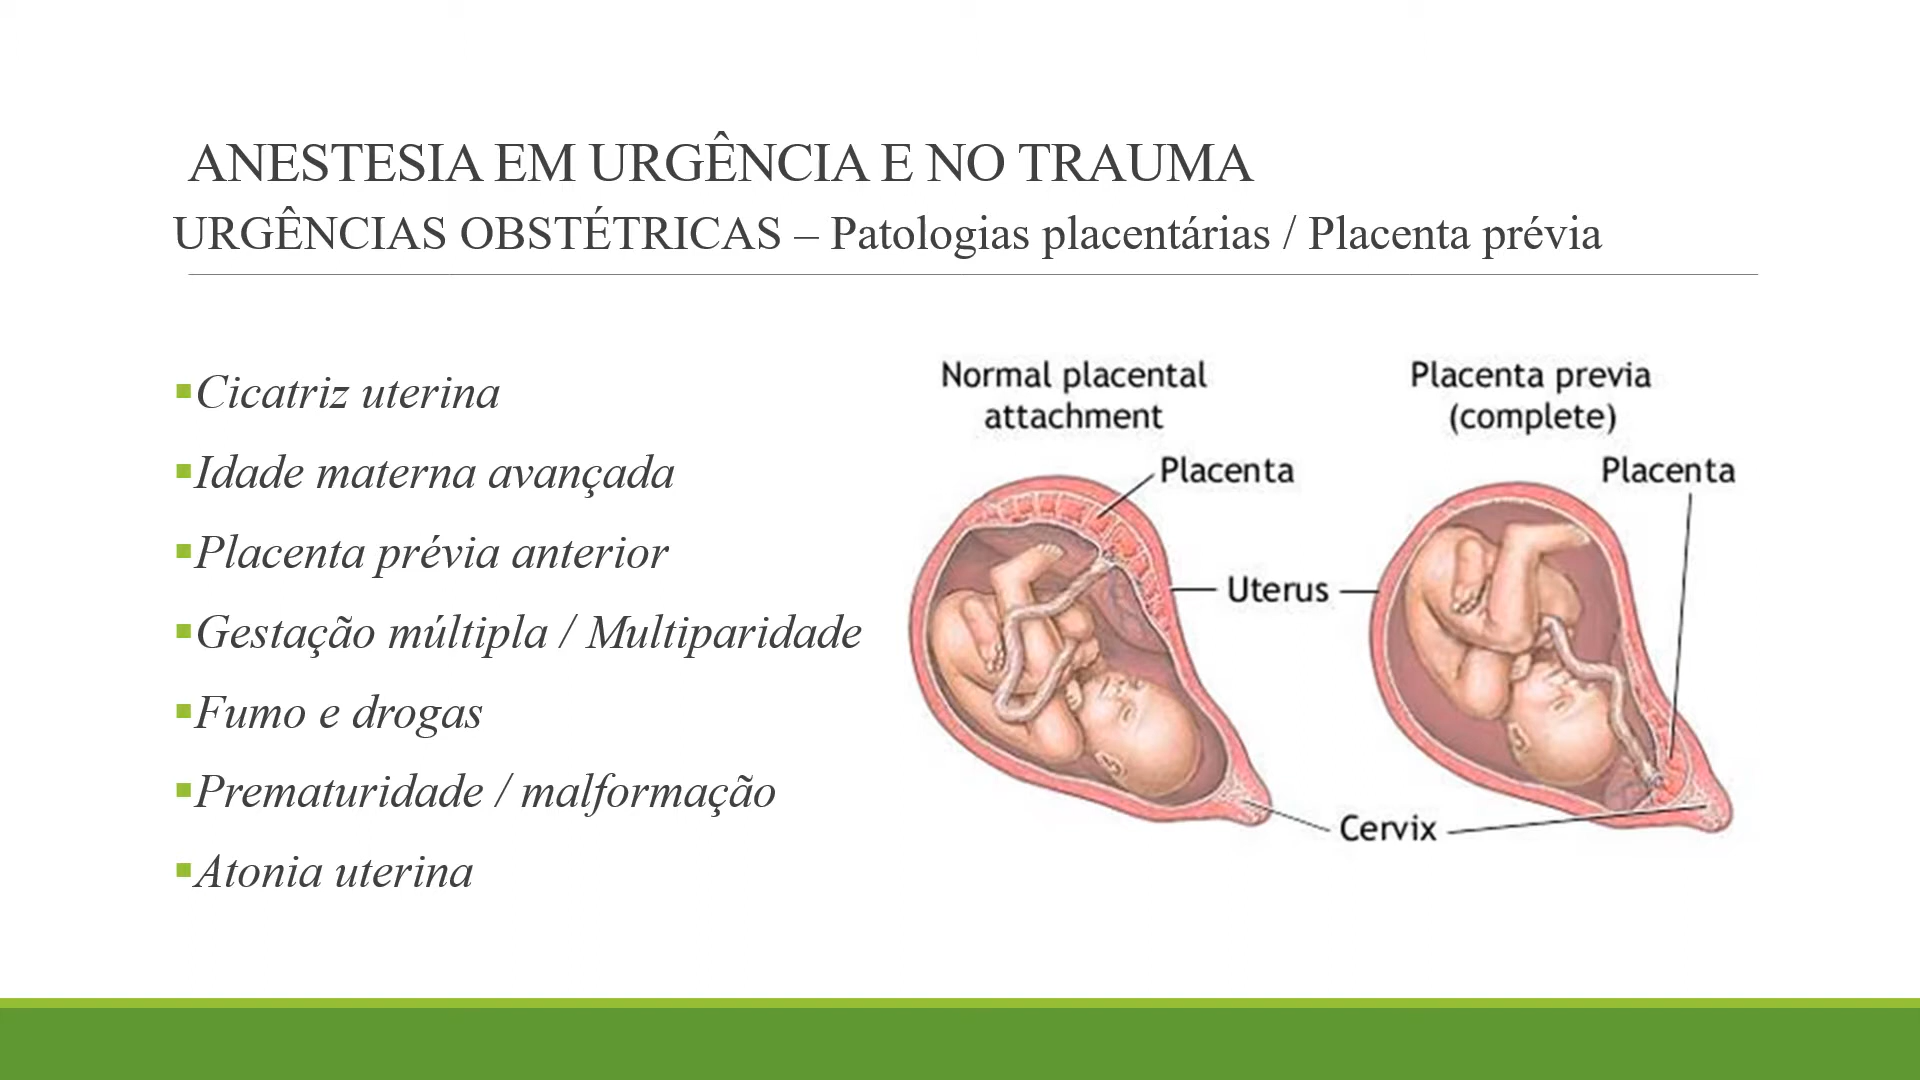 ANESTESIA EM URGÊNCIA E NO TRAUMA
URGÊNCIAS OBSTÉTRICAS – Patologias placentárias / Placenta prévia
Cicatriz uterina
Idade materna avançada
Placenta prévia anterior
Gestação múltipla / Multiparidade
Fumo e drogas
Prematuridade / malformação
Atonia uterina
Normal placental
attachment
Placenta
Placenta previa
(complete)
Placenta
Uterus
Cervix